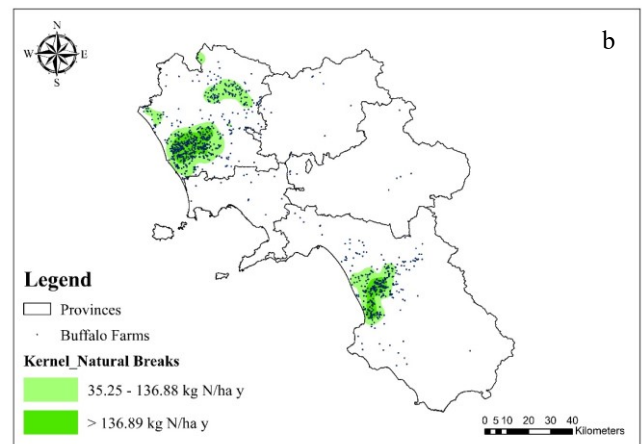 b
N
W E
S
Legend
Provinces
Buffalo Farms
Kernel_Natural Breaks
35.25 - 136.88 kg N/ha y
> 136.89 kg N/ha y
0 5 10 20 30 40
Kilometers